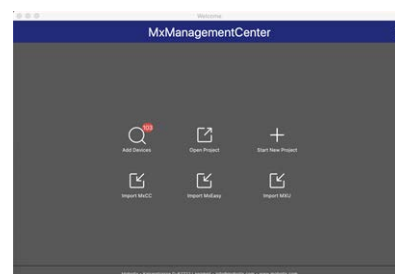 Welcome
MxManagementCenter
103
Add Devices
Open Project
Start New Project
Import MxCC
Import MxEasy
Import MXU